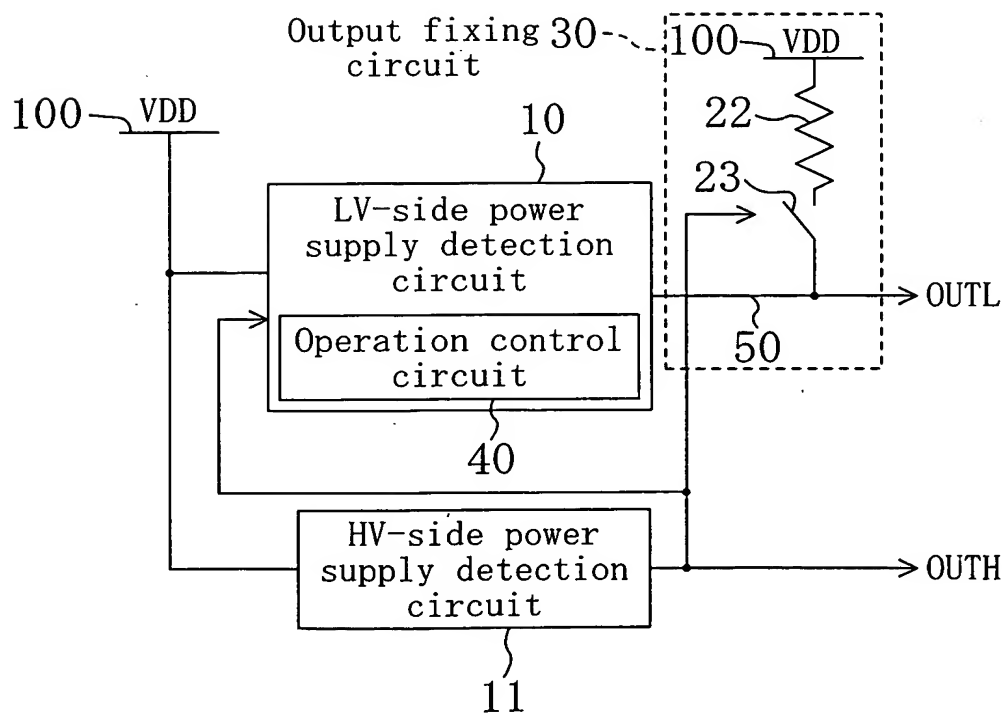 Output fixing 30
circuit
100 VDD
22
23
100 VDD
10
LV-side power
supply detection
circuit
Operation control
circuit
40
50
OUTL
HV-side power
supply detection
circuit
11
OUTH